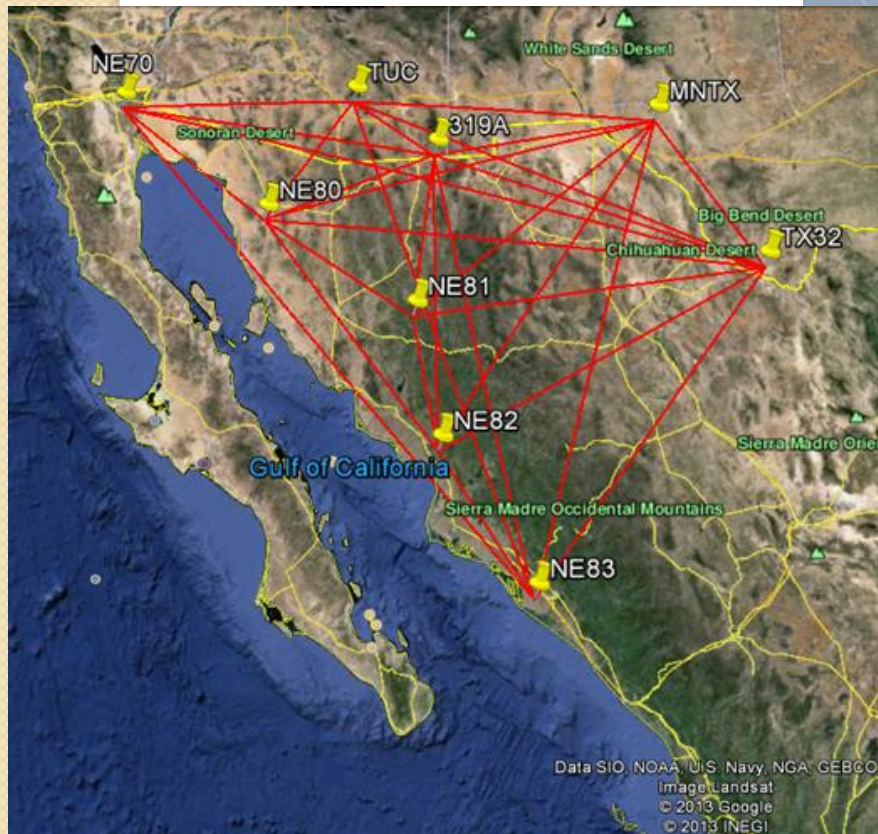 White Sands Desert
NE70
TUC
MNTX
319A
Sonoran Desert
NE80
Big Bend Desert
TX32
Chihuahuan Desert
NE81
NE82
Sierra Madre Orie
Gulf of California
Sierra Madre Occidental Mountains
NE83
Data SIO, NOAA, U.S. Navy, NGA, GEBCO
Image Landsat
© 2013 Google
© 2013 INEGI